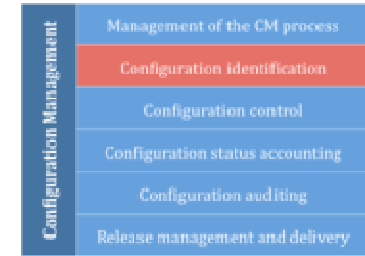 Configuration Management
Management of the CM process
Configuration identification
Configuration control
Configuration status accounting
Configuration auditing
Release management and delivery